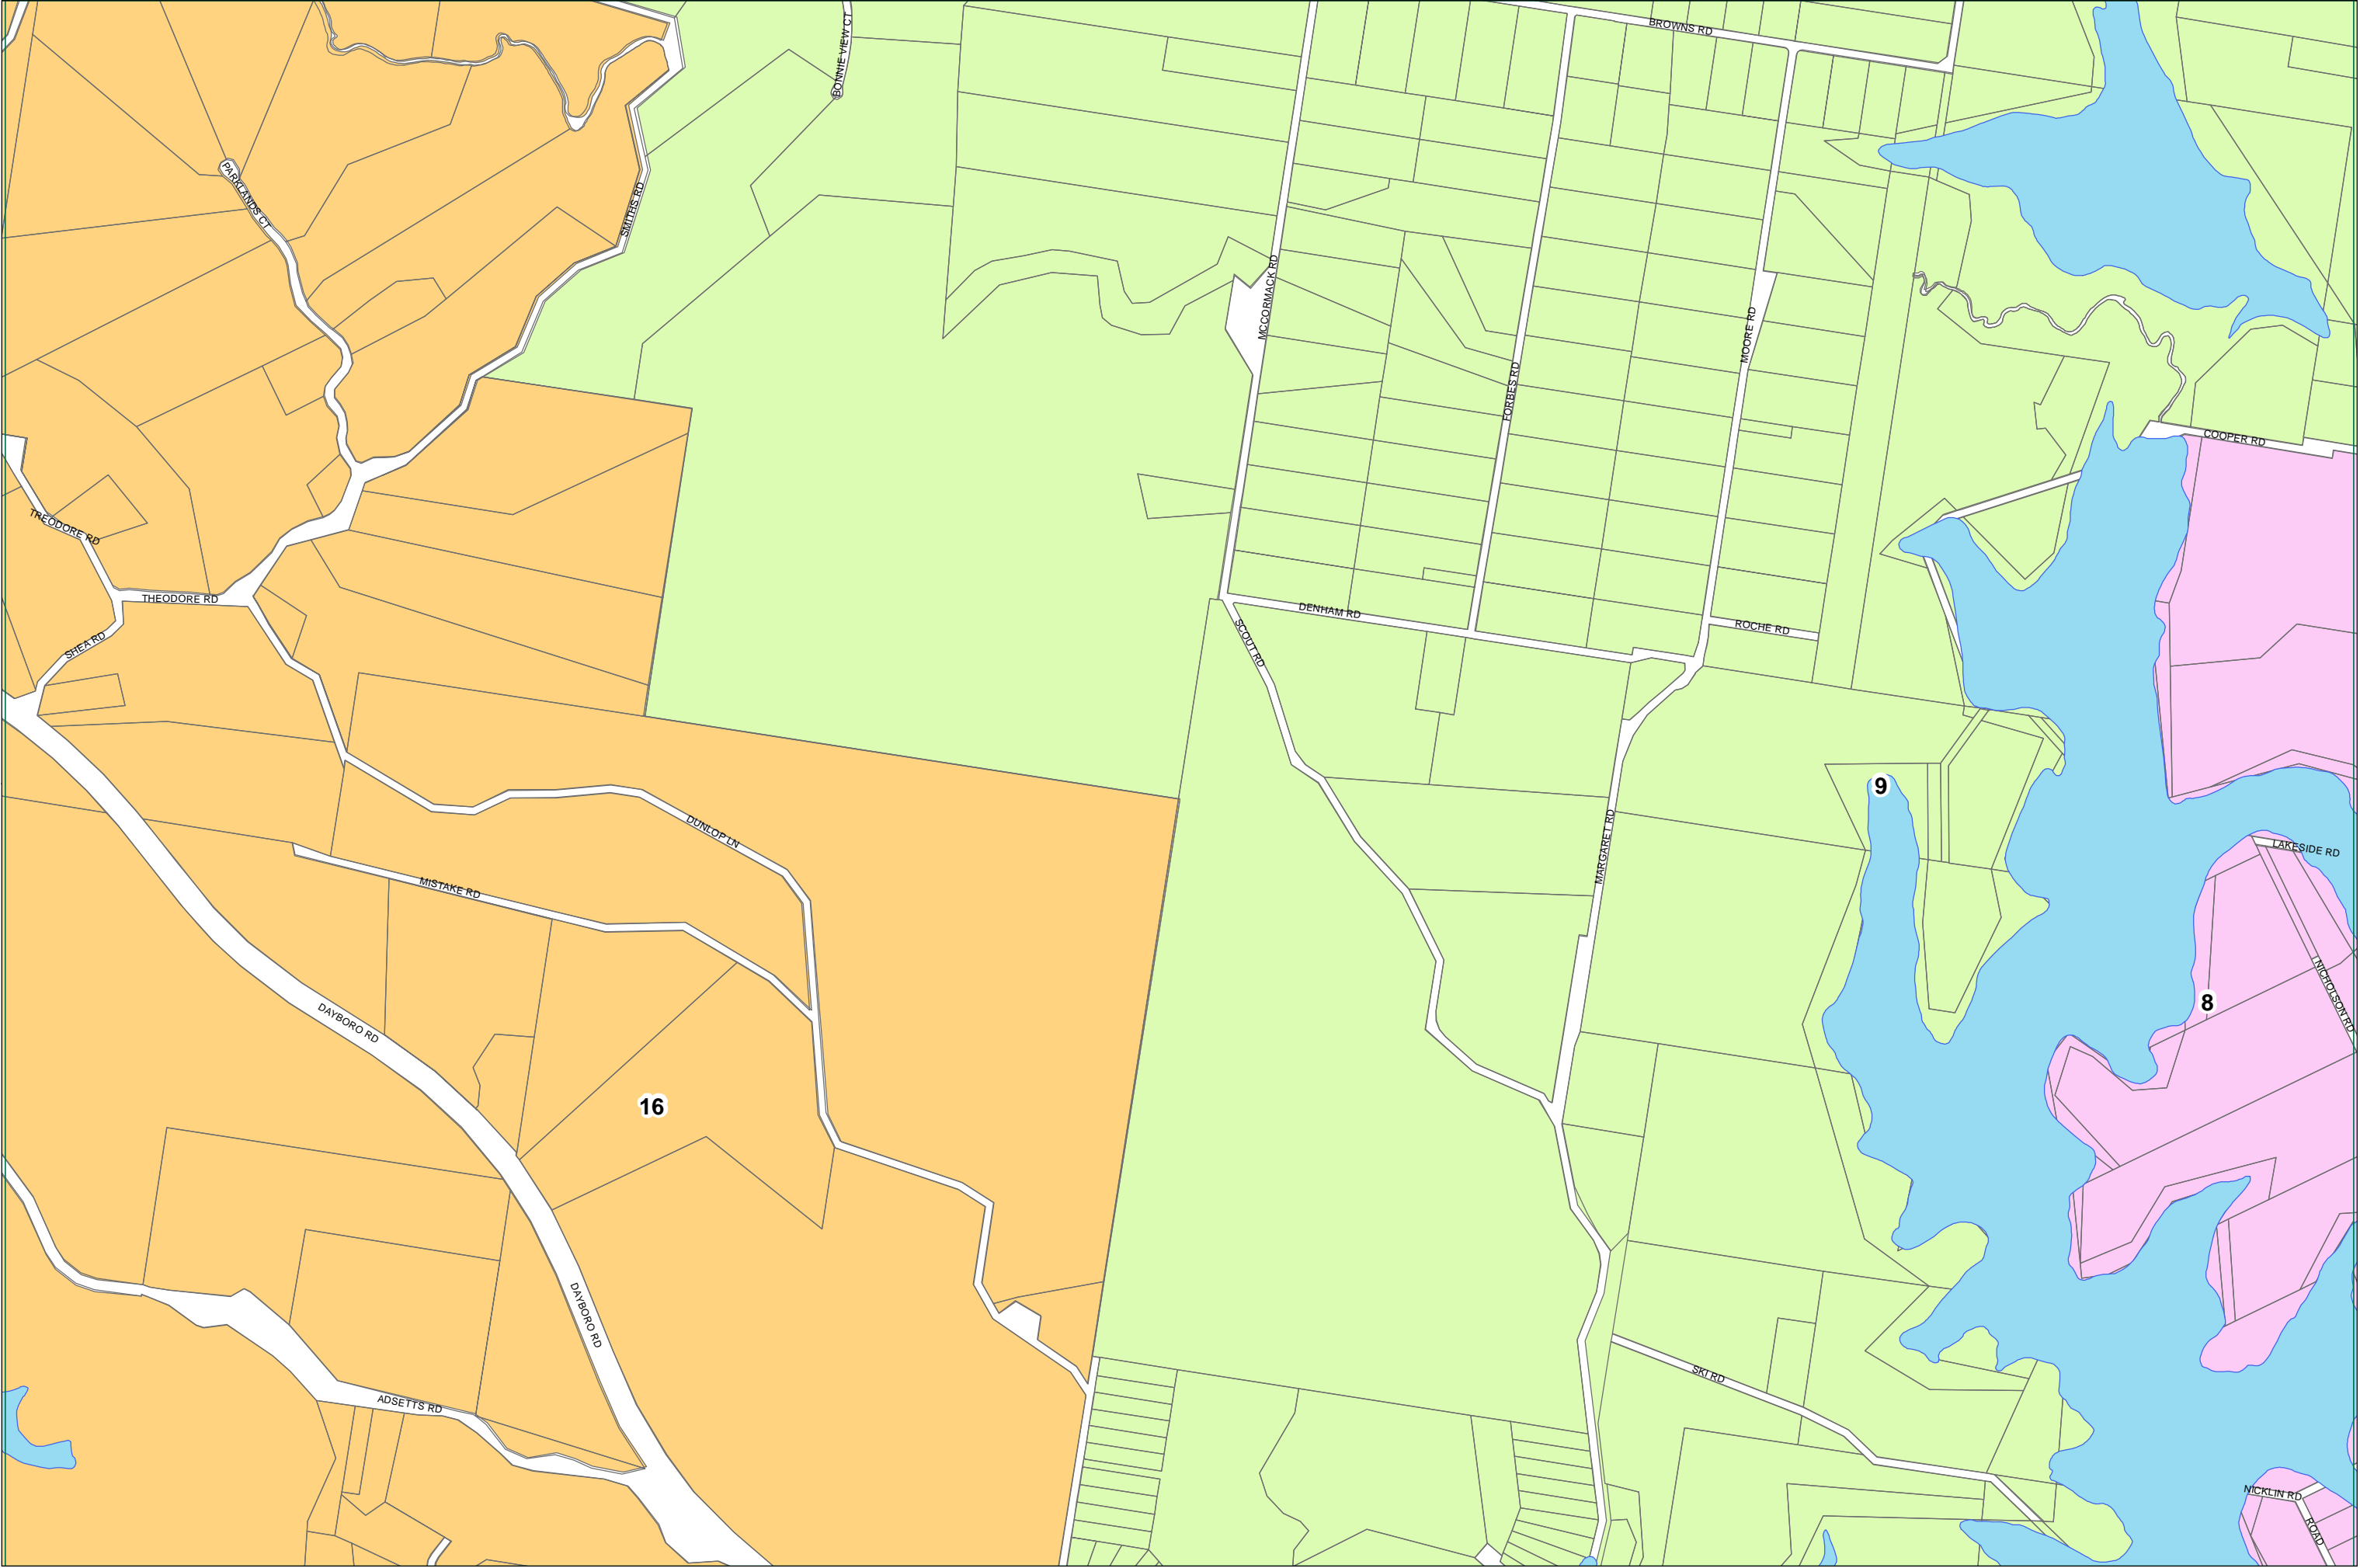 BROWNS RD
BONNIE VIEW CT
PARKLANDS CT
SMITHS RD
MCCORMACK RD
MOORE RD
FORBES RD
COOPER RD
THEODORE RD
THEODORE RD
DENHAM RD
ROCHE RD
SHEA RD
SCOUT RD
9
DUNLOP LN
MARGARET RD
LAKESIDE RD
MISTAKE RD
NICHOLSON RD
8
DAYBORO RD
16
DAYBORO RD
SKI RD
ADSETTS RD
NICKLIN RD
ROAD